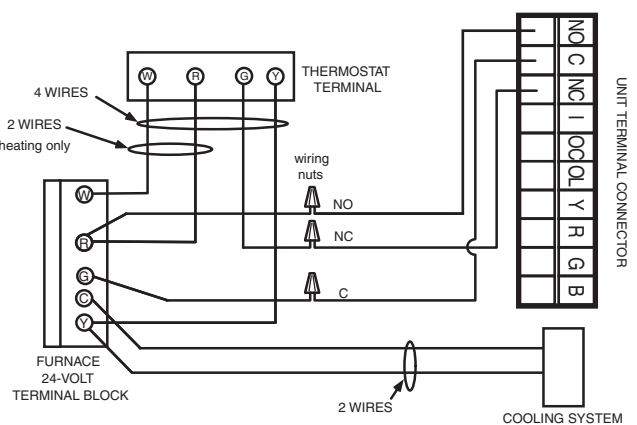 W R G Y
THERMOSTAT
TERMINAL
4 WIRES
2 WIRES
heating only
wiring
nuts
NO
NC
C
W
R
G
C
Y
FURNACE
24-VOLT
TERMINAL BLOCK
2 WIRES
COOLING SYSTEM
NO
C
NC
I
OC
OL
Y
R
G
B
UNIT TERMINAL CONNECTOR